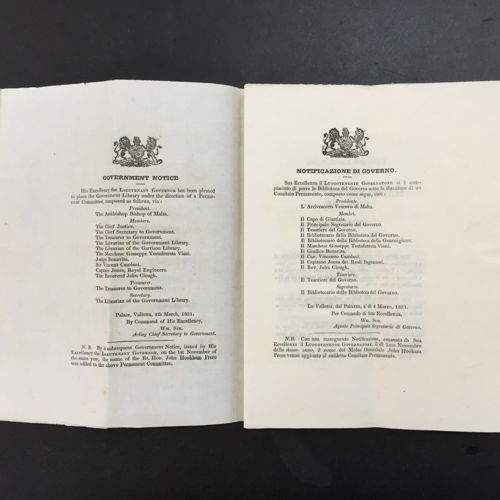 GOVERNMENT NOTICE
His Excellency the LIEUTENANT GOVERNOR has been pleased
to place the Government Library under the direction of a Perma-
nent Committee, composed as follows, viz:
President.
The Archbishop Bishop of Malta.
Members.
The Chief Justice.
The Chief Secretary to Government.
The Treasurer to Government.
The Librarian of the Government Library.
The Librarian of the Garrison Library.
The Marchese Giuseppe Testaferrata Viani.
Judge Bonavita.
Sir Vincent Casolani.
Captain Jones, Royal Engineers.
The Reverend John Cleugh.
Treasurer.
The Treasurer to Government.
Secretary.
The Librarian of the Government Library.
Palace, Valletta, 4th March, 1831.
By Command of His Excellency,
WM. SIM.
Acting Chief Secretary to Government.
N. B. By a subsequent Government Notice, issued by His
Excellency the LIEUTENANT GOVERNOR, on the 1st November of
the same year, the name of the Rt. Hon. John Hookham Frere
was added to the above Permanent Committee.
NOTIFICAZIONE DI GOVERNO.
Sua Eccellenza il LUOGOTENENTE GOVERNATORE si è com-
piaciuto di porre la Biblioteca del Governo sotto la direzione di un
Comitato Permanente, composto come segue, cioè:
Presidente.
L'Arcivescovo Vescovo di Malta.
Membri.
Il Capo di Giustizia.
Il Principale Segretario del Governo.
Il Tesoriere del Governo.
Il Bibliotecario della Biblioteca del Governo.
Il Bibliotecario della Biblioteca della Guarnigione.
Il Marchese Giuseppe Testaferrata Viani.
Il Giudice Bonavita.
Il Cav. Vincenzo Casolani.
Il Capitano Jones dei Reali Ingenieri.
Il Rev. John Cleugh.
Tesoriere.
Il Tesoriere del Governo.
Segretario.
Il Bibliotecario della Biblioteca del Governo.
La Valletta, dal Palazzo, a' 4 Marzo, 1831.
Per Comando di Sua Eccellenza,
WM. SIM.
Agente Principale Segretario di Governo.
N.B. Con una susseguente Notificazione, emanata da Sua
Eccellenza il LUOGOTENENTE GOVERNATORE, il dì 1mo Novembre
dello stesso anno, il nome del Molto Onorabile John Hookham
Frere venne aggiunto al suddetto Comitato Permanente.